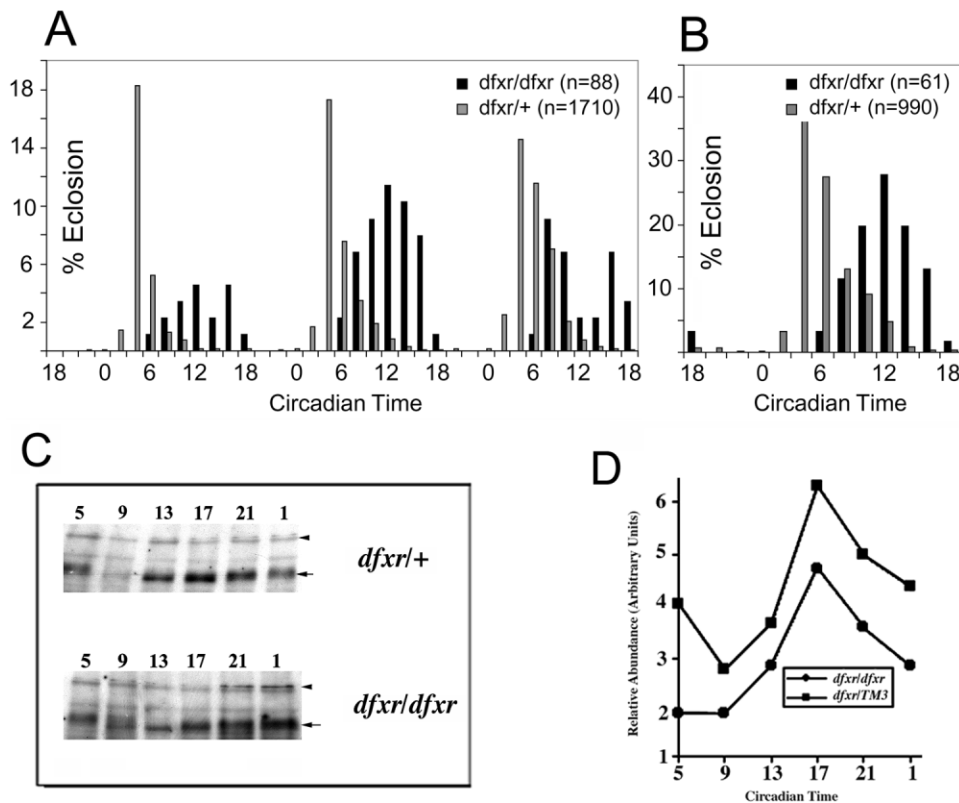 A
18
14
10
6
2
% Eclosion
dfxr/dfxr (n=88)
dfxr/+ (n=1710)
18 0 6 12 18 0 6 12 18 0 6 12 18
Circadian Time
B
40
30
20
10
% Eclosion
dfxr/dfxr (n=61)
dfxr/+ (n=990)
18 0 6 12 18
Circadian Time
C
5 9 13 17 21 1
dfxr/+
5 9 13 17 21 1
dfxr/dfxr
D
6
5
4
3
2
1
Relative Abundance (Arbitrary Units)
dfxr/dfxr
dfxr/TM3
5 9 13 17 21 1
Circadian Time